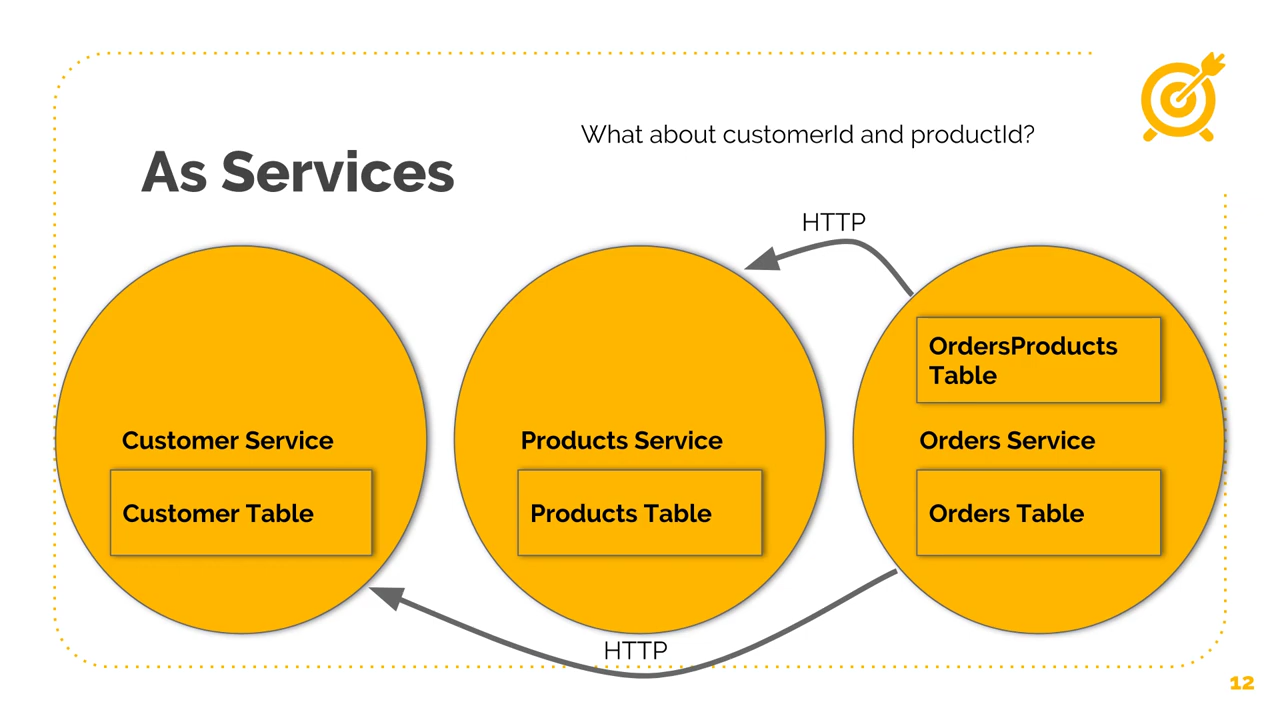 What about customerId and productId?
As Services
HTTP
OrdersProducts
Table
Customer Service
Products Service
Orders Service
Customer Table
Products Table
Orders Table
HTTP
12